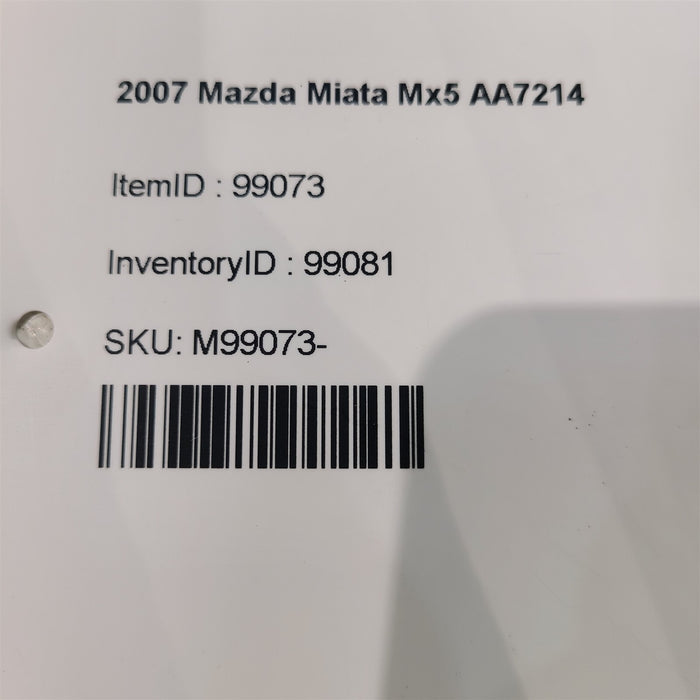 2007 Mazda Miata Mx5 AA7214
ItemID : 99073
InventoryID : 99081
SKU: M99073-